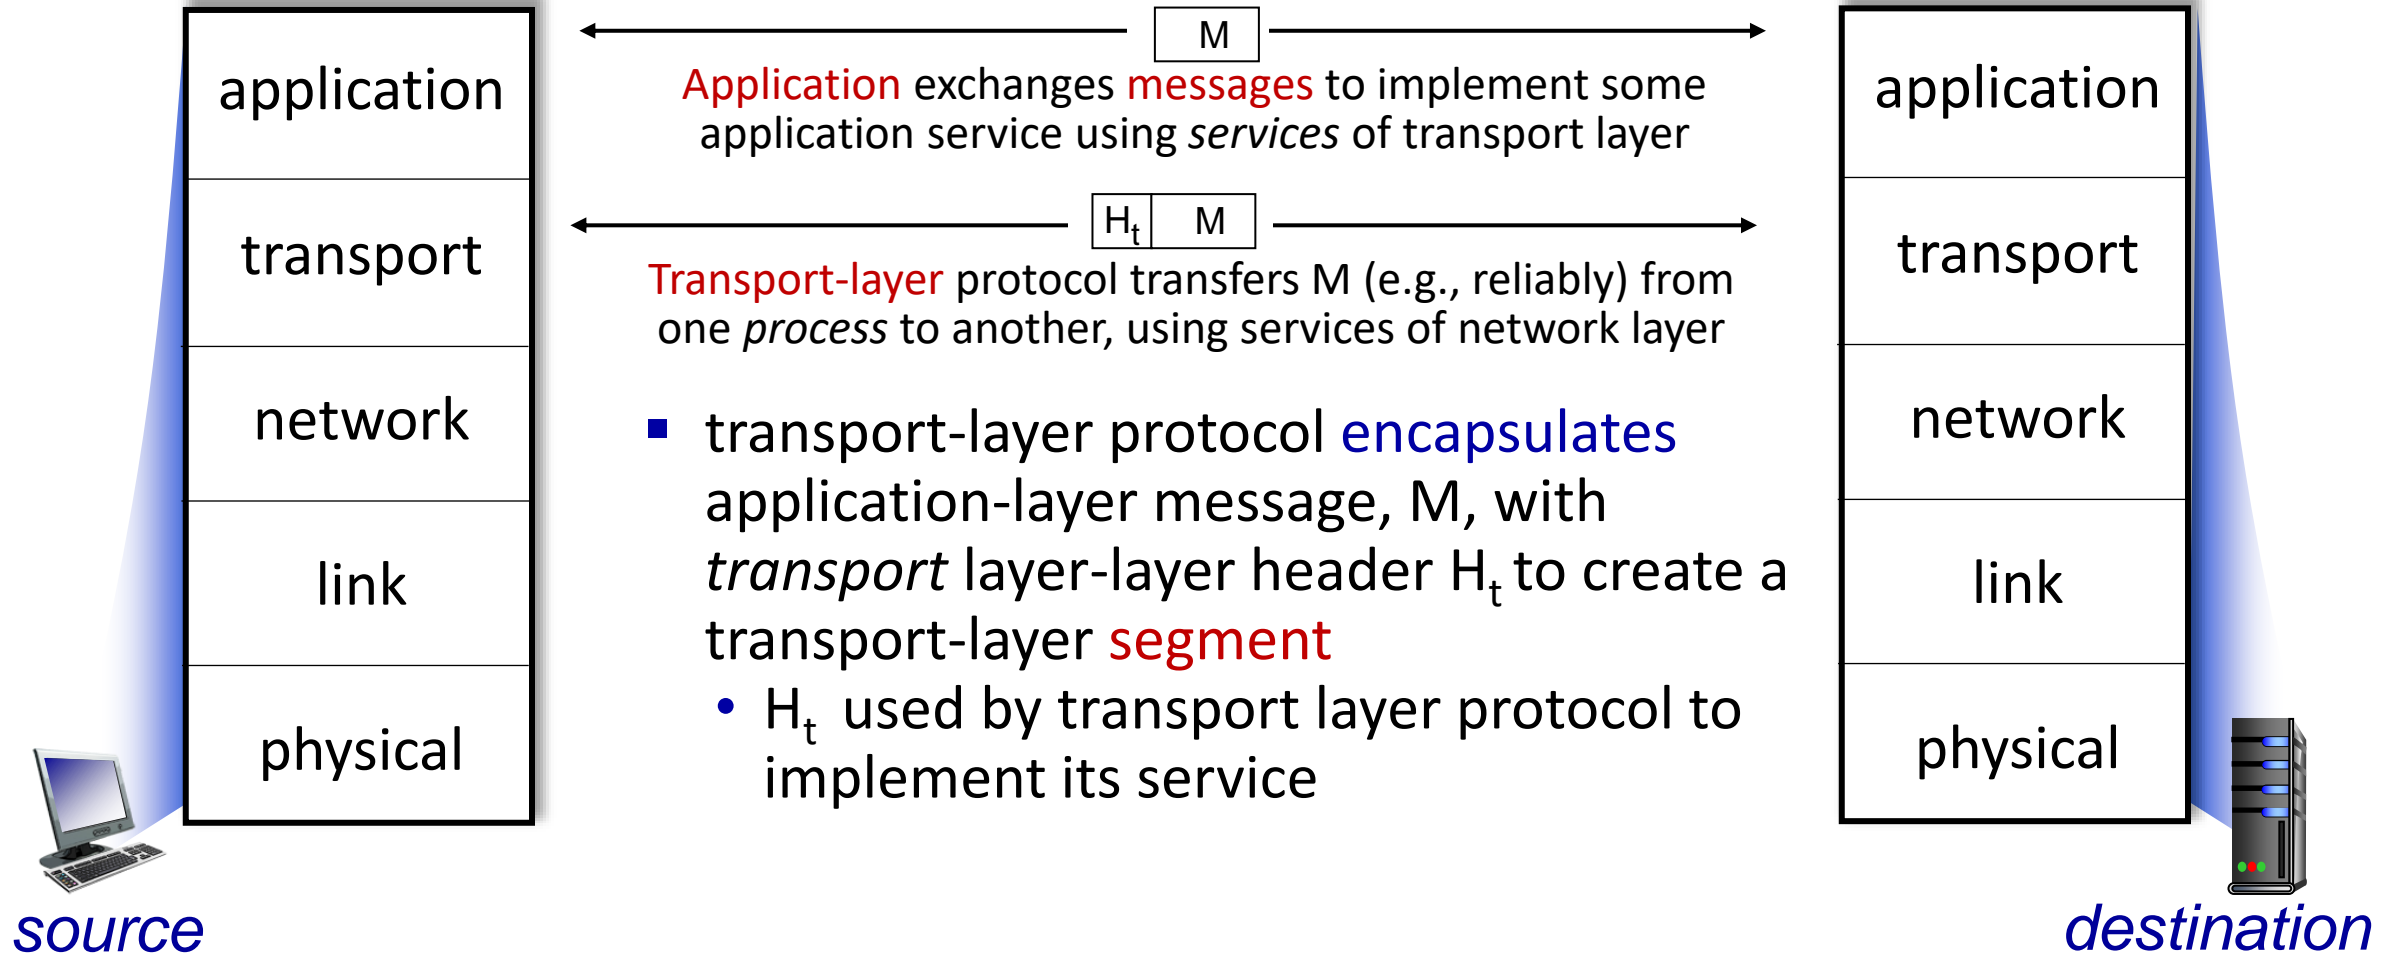 application
transport
network
link
physical
source
M
Application exchanges messages to implement some
application service using services of transport layer
Ht M
Transport-layer protocol transfers M (e.g., reliably) from
one process to another, using services of network layer
▪ transport-layer protocol encapsulates
application-layer message, M, with
transport layer-layer header Ht to create a
transport-layer segment
• Ht used by transport layer protocol to
implement its service
application
transport
network
link
physical
destination